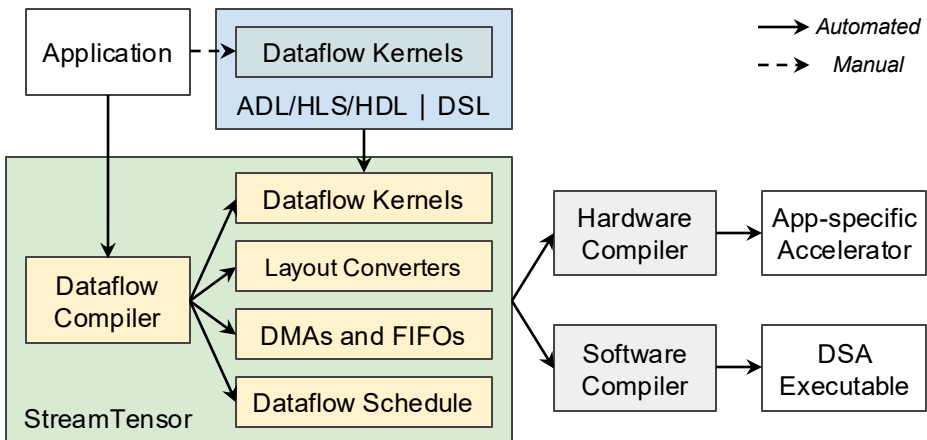 Application
Dataflow Kernels
ADL/HLS/HDL | DSL
Automated
Manual
Dataflow Kernels
Layout Converters
DMAs and FIFOs
Dataflow Schedule
Dataflow
Compiler
StreamTensor
Hardware
Compiler
App-specific
Accelerator
Software
Compiler
DSA
Executable